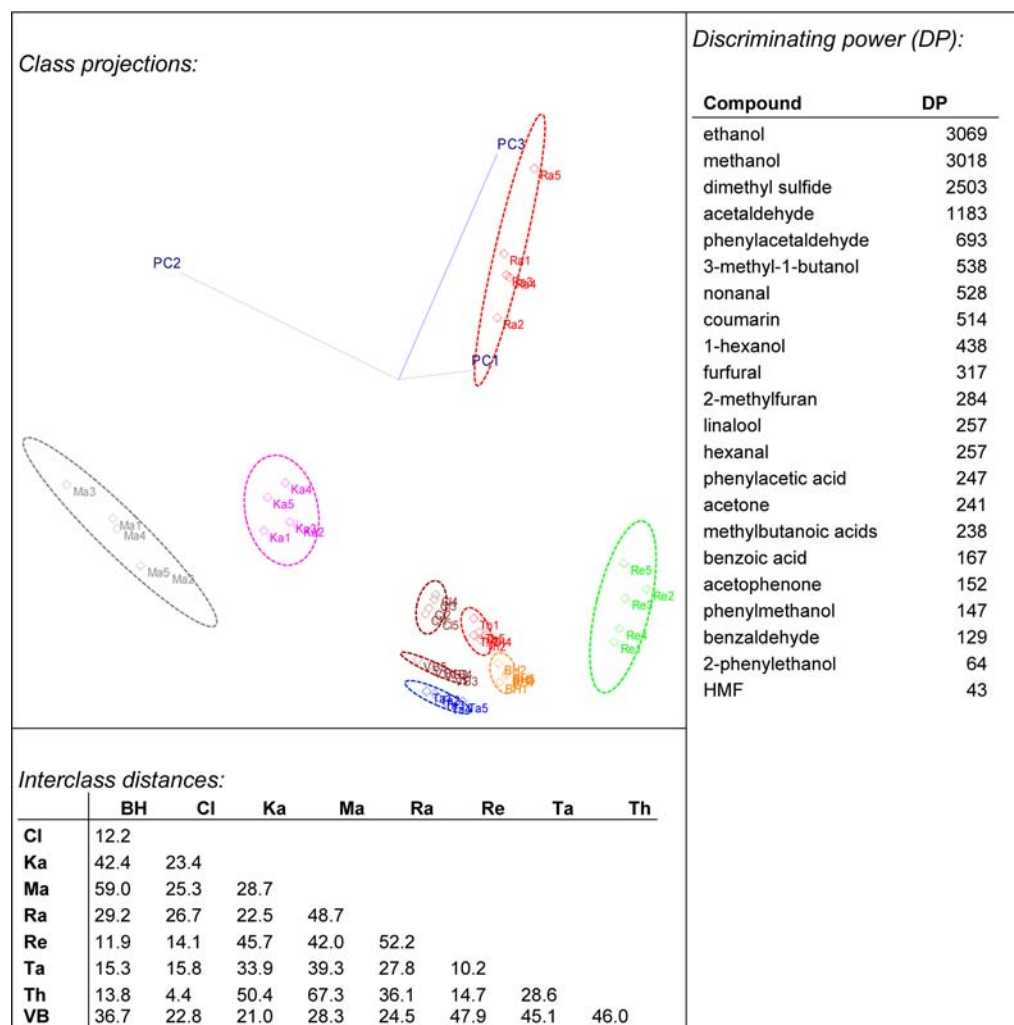 Class projections:
PC3
Ra5
PC2
Ra1
Ra4
Ra2
PC1
Ma3
Ka4
Ka5
Ma1
Ma4
Ka1
Ma5 Ma2
Re5
Re2
Re3
Re4
Th1
BH2
BH1
Ta5
Discriminating power (DP):
Compound DP
ethanol 3069
methanol 3018
dimethyl sulfide 2503
acetaldehyde 1183
phenylacetaldehyde 693
3-methyl-1-butanol 538
nonanal 528
coumarin 514
1-hexanol 438
furfural 317
2-methylfuran 284
linalool 257
hexanal 257
phenylacetic acid 247
acetone 241
methylbutanoic acids 238
benzoic acid 167
acetophenone 152
phenylmethanol 147
benzaldehyde 129
2-phenylethanol 64
HMF 43
Interclass distances:
BH Cl Ka Ma Ra Re Ta Th
Cl 12.2
Ka 42.4 23.4
Ma 59.0 25.3 28.7
Ra 29.2 26.7 22.5 48.7
Re 11.9 14.1 45.7 42.0 52.2
Ta 15.3 15.8 33.9 39.3 27.8 10.2
Th 13.8 4.4 50.4 67.3 36.1 14.7 28.6
VB 36.7 22.8 21.0 28.3 24.5 47.9 45.1 46.0